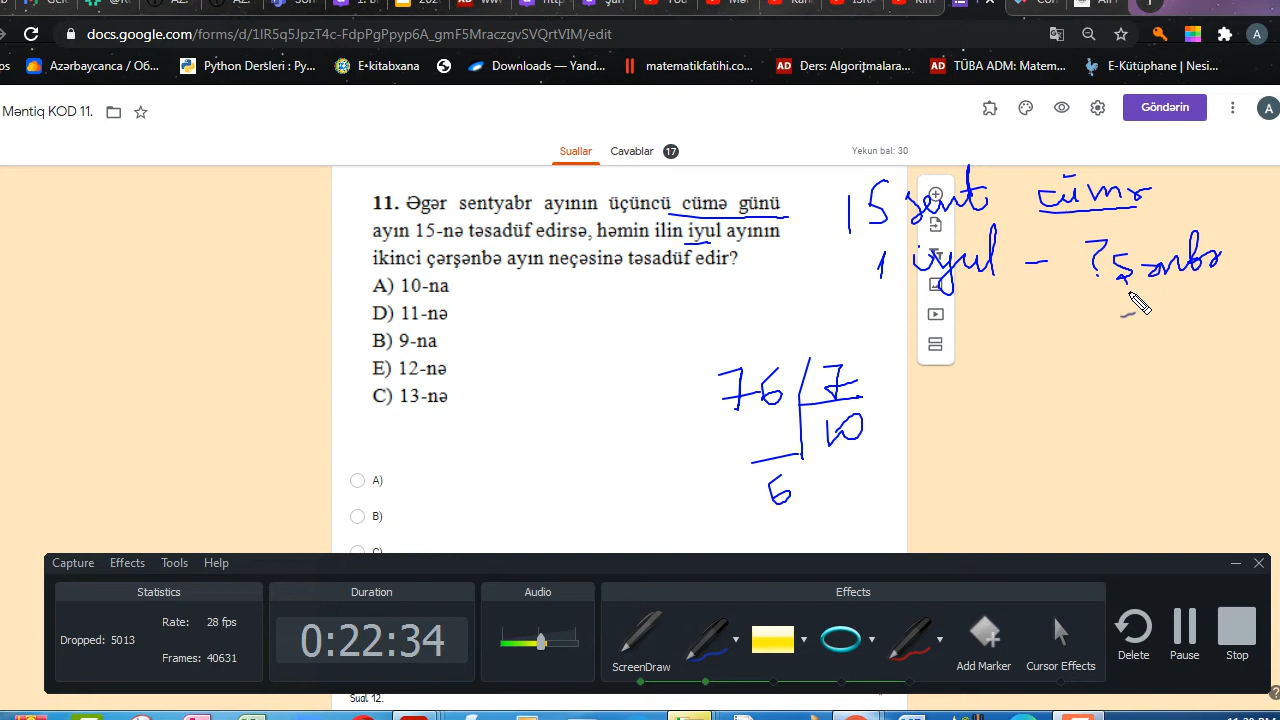 docs.google.com/forms/d/1lR5q5JpzT4c-FdpPgPpyp6A_gmF5MraczgvSVQrtVIM/edit
Azərbaycanca / Об...
Python Dersleri : Py...
E•kitabxana
Downloads — Yand...
matematikfatihi.co...
Ders: Algoritmalara...
TÜBA ADM: Matem...
E-Kütüphane | Nesi...
Məntiq KOD 11.
Göndərin
A
Suallar
Cavablar 17
Yekun bal: 30
11. Əgər sentyabr ayının üçüncü cümə günü
ayın 15-nə təsadüf edirsə, həmin ilin iyul ayının
ikinci çərşənbə ayın neçəsinə təsadüf edir?
A) 10-na
D) 11-nə
B) 9-na
E) 12-nə
C) 13-nə
15 sent cümə
1 iyul – ? şənbə
76 7
10
6
A)
B)
Capture Effects Tools Help
Statistics
Dropped: 5013
Rate: 28 fps
Frames: 40631
Duration
0:22:34
Audio
Effects
ScreenDraw
Add Marker
Cursor Effects
Delete
Pause
Stop
Sual 12.